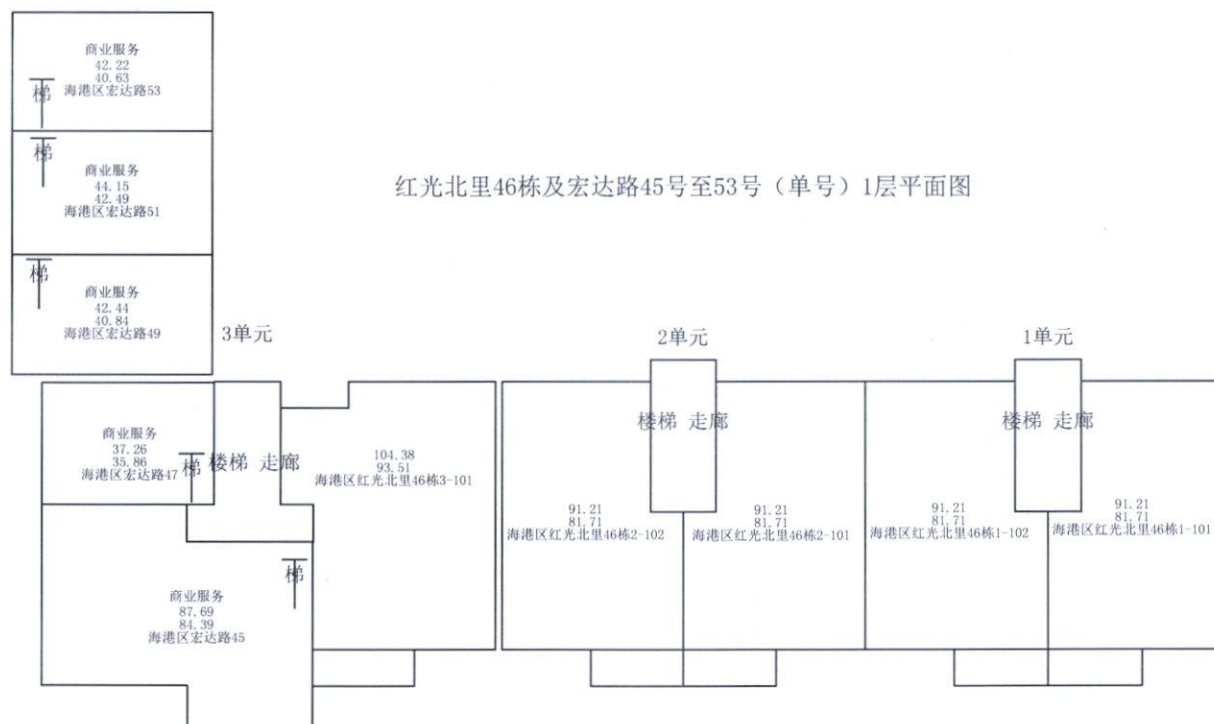 商业服务
42.22
40.63
海港区宏达路53
梯
梯
商业服务
44.15
42.49
海港区宏达路51
红光北里46栋及宏达路45号至53号（单号）1层平面图
梯
商业服务
42.44
40.84
海港区宏达路49
3单元
2单元
1单元
商业服务
37.26
35.86
海港区宏达路47
梯
楼梯 走廊
104.38
93.51
海港区红光北里46栋3-101
楼梯 走廊
91.21
81.71
海港区红光北里46栋2-102
91.21
81.71
海港区红光北里46栋2-101
楼梯 走廊
91.21
81.71
海港区红光北里46栋1-102
91.21
81.71
海港区红光北里46栋1-101
梯
商业服务
87.69
84.39
海港区宏达路45